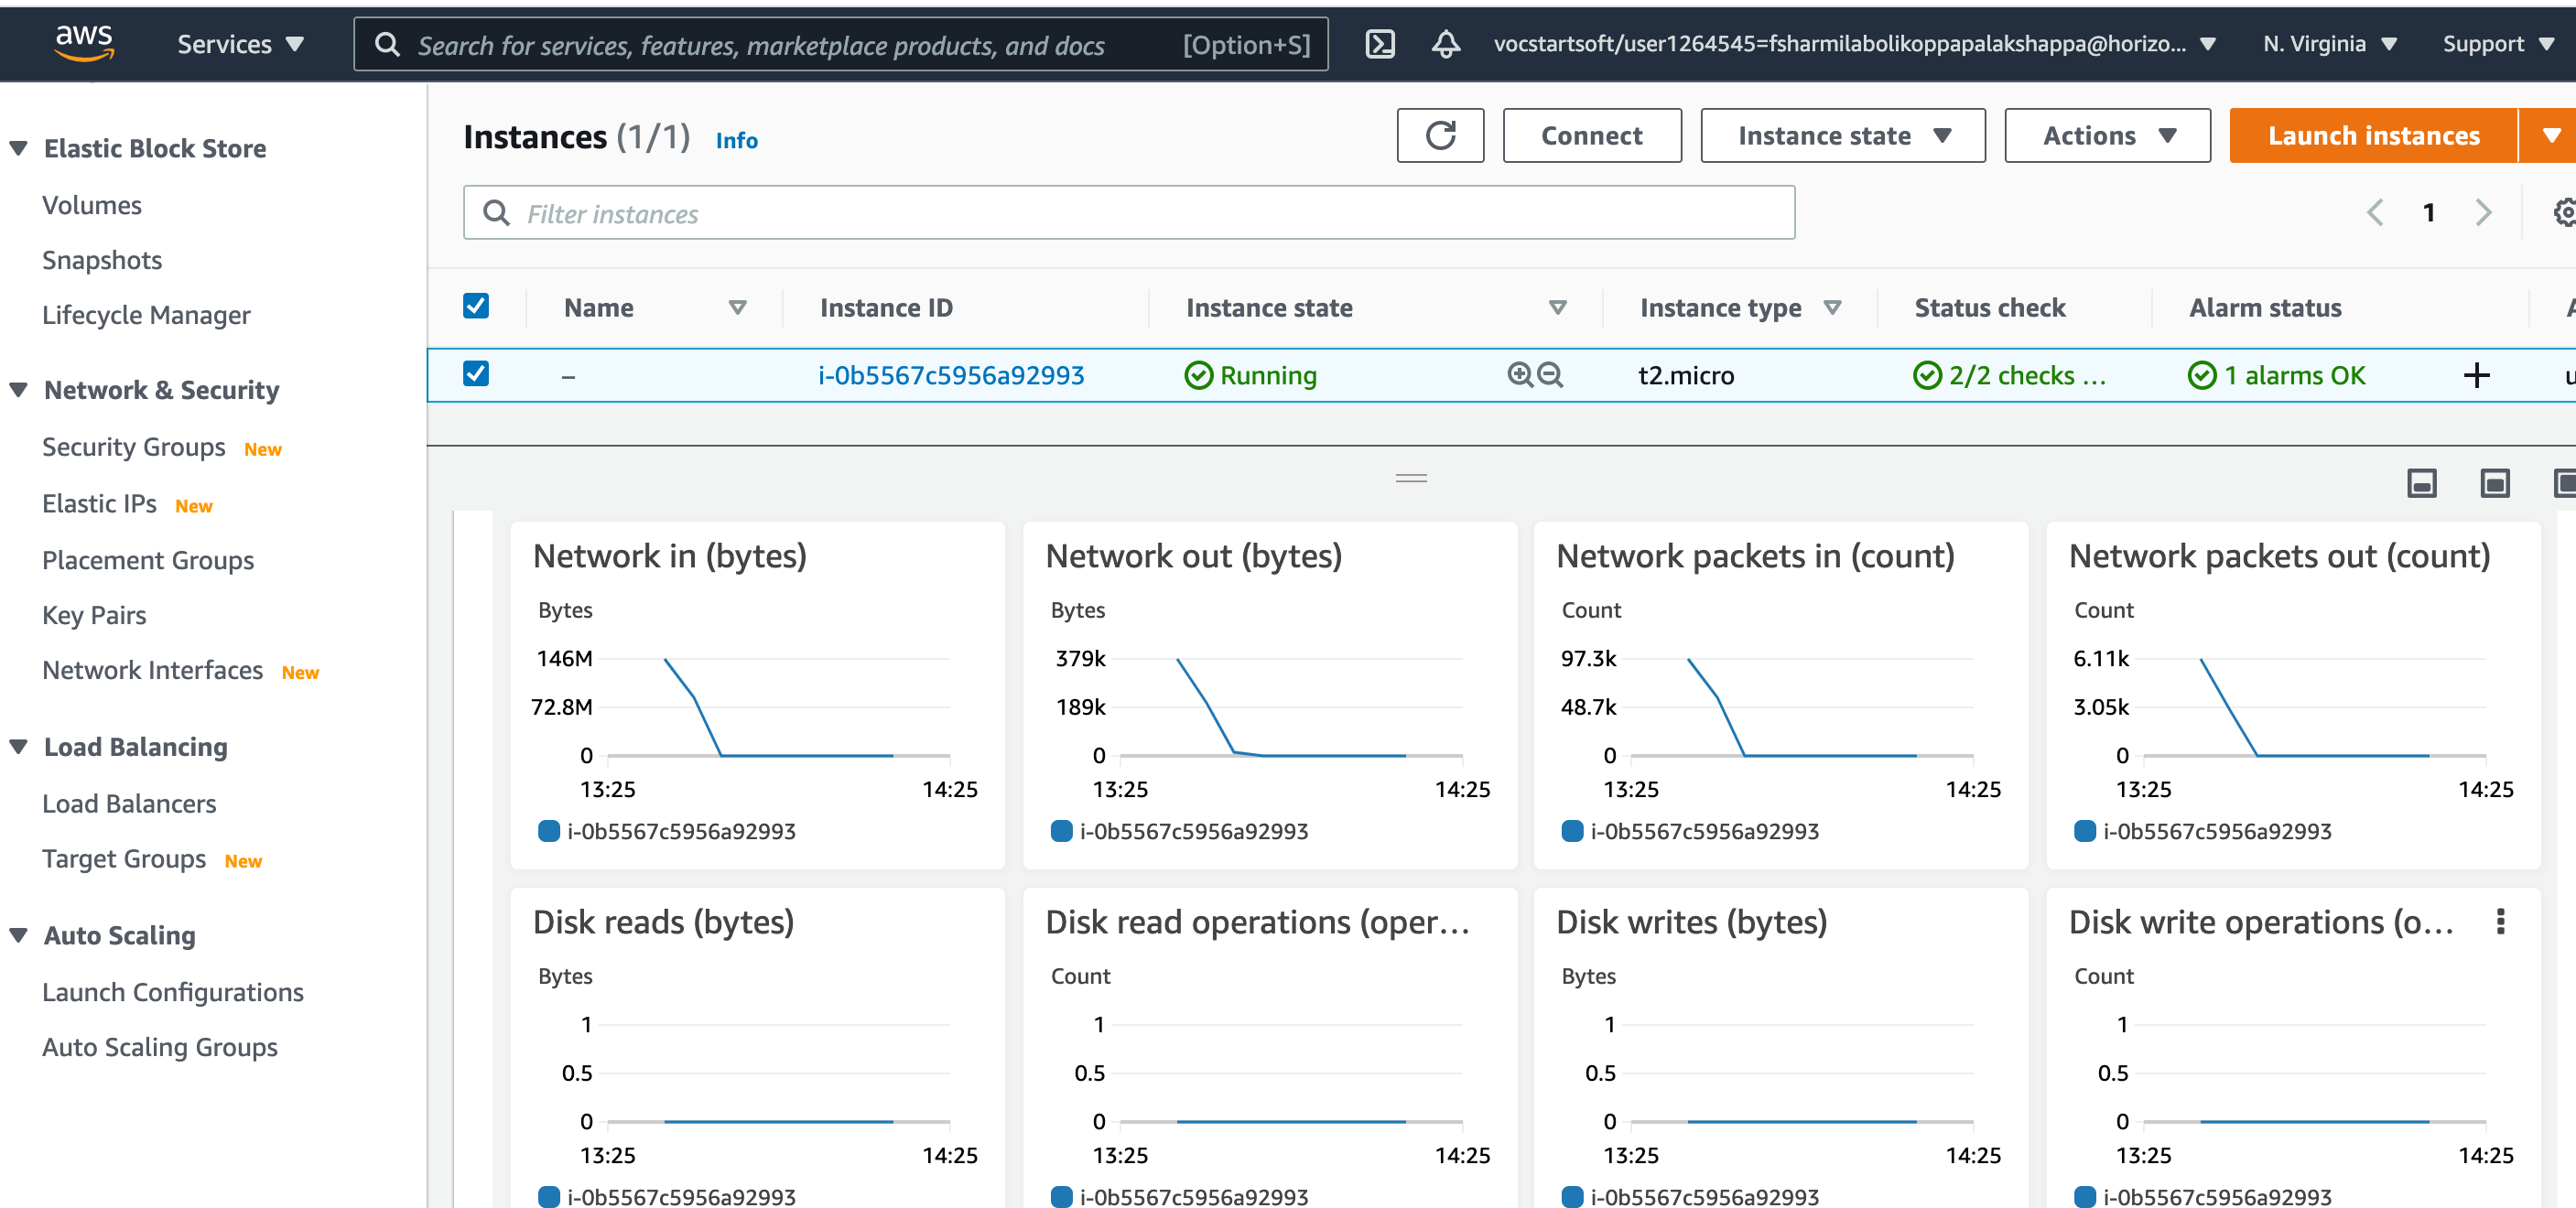 aws
Services
Search for services, features, marketplace products, and docs [Option+S]
vocstartsoft/user1264545=fsharmilabolikoppapalakshappa@horizo...
N. Virginia
Support
Elastic Block Store
Volumes
Snapshots
Lifecycle Manager
Network & Security
Security Groups New
Elastic IPs New
Placement Groups
Key Pairs
Network Interfaces New
Load Balancing
Load Balancers
Target Groups New
Auto Scaling
Launch Configurations
Auto Scaling Groups
Instances (1/1) Info
Connect
Instance state
Actions
Launch instances
Filter instances
1
Name Instance ID Instance state Instance type Status check Alarm status
– i-0b5567c5956a92993 Running t2.micro 2/2 checks ... 1 alarms OK
Network in (bytes)
Bytes
146M
72.8M
0
13:25 14:25
i-0b5567c5956a92993
Network out (bytes)
Bytes
379k
189k
0
13:25 14:25
i-0b5567c5956a92993
Network packets in (count)
Count
97.3k
48.7k
0
13:25 14:25
i-0b5567c5956a92993
Network packets out (count)
Count
6.11k
3.05k
0
13:25 14:25
i-0b5567c5956a92993
Disk reads (bytes)
Bytes
1
0.5
0
13:25 14:25
i-0b5567c5956a92993
Disk read operations (oper...
Count
1
0.5
0
13:25 14:25
i-0b5567c5956a92993
Disk writes (bytes)
Bytes
1
0.5
0
13:25 14:25
i-0b5567c5956a92993
Disk write operations (o...
Count
1
0.5
0
13:25 14:25
i-0b5567c5956a92993